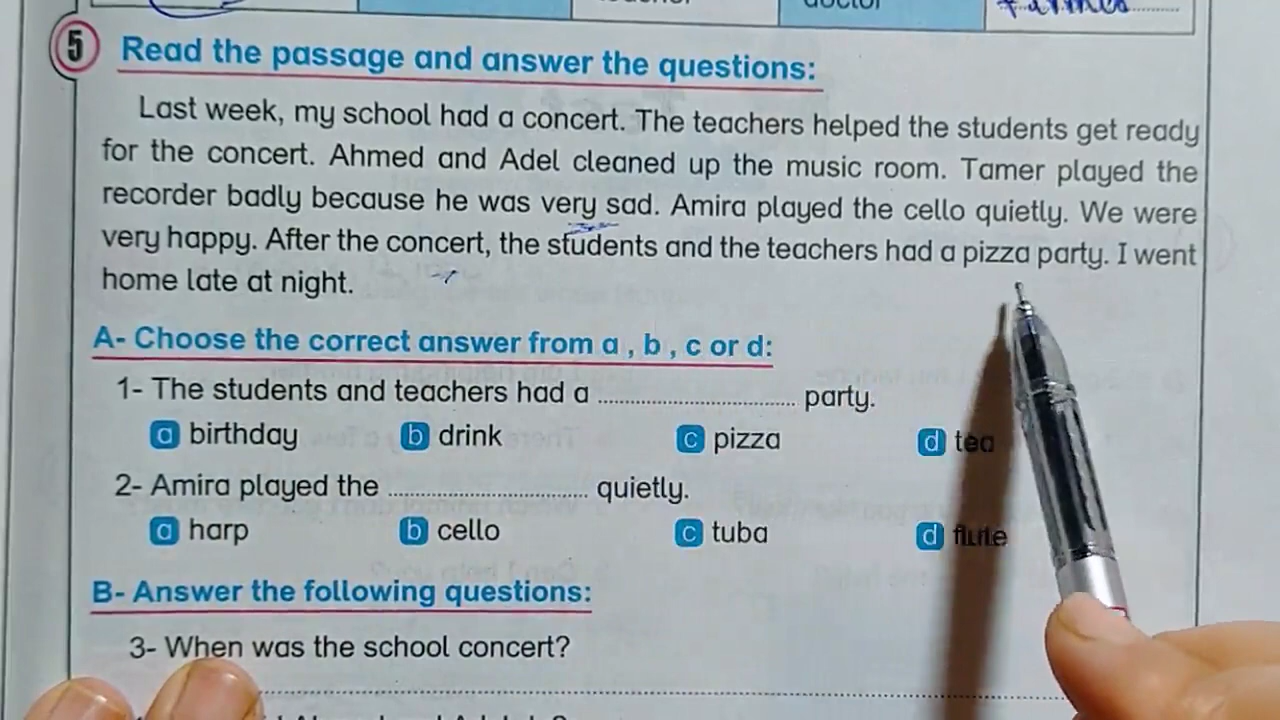 doctor
5 Read the passage and answer the questions:
Last week, my school had a concert. The teachers helped the students get ready
for the concert. Ahmed and Adel cleaned up the music room. Tamer played the
recorder badly because he was very sad. Amira played the cello quietly. We were
very happy. After the concert, the students and the teachers had a pizza party. I went
home late at night.
A- Choose the correct answer from a , b , c or d:
1- The students and teachers had a .................................... party.
a birthday b drink c pizza d tea
2- Amira played the .................................... quietly.
a harp b cello c tuba d flute
B- Answer the following questions:
3- When was the school concert?